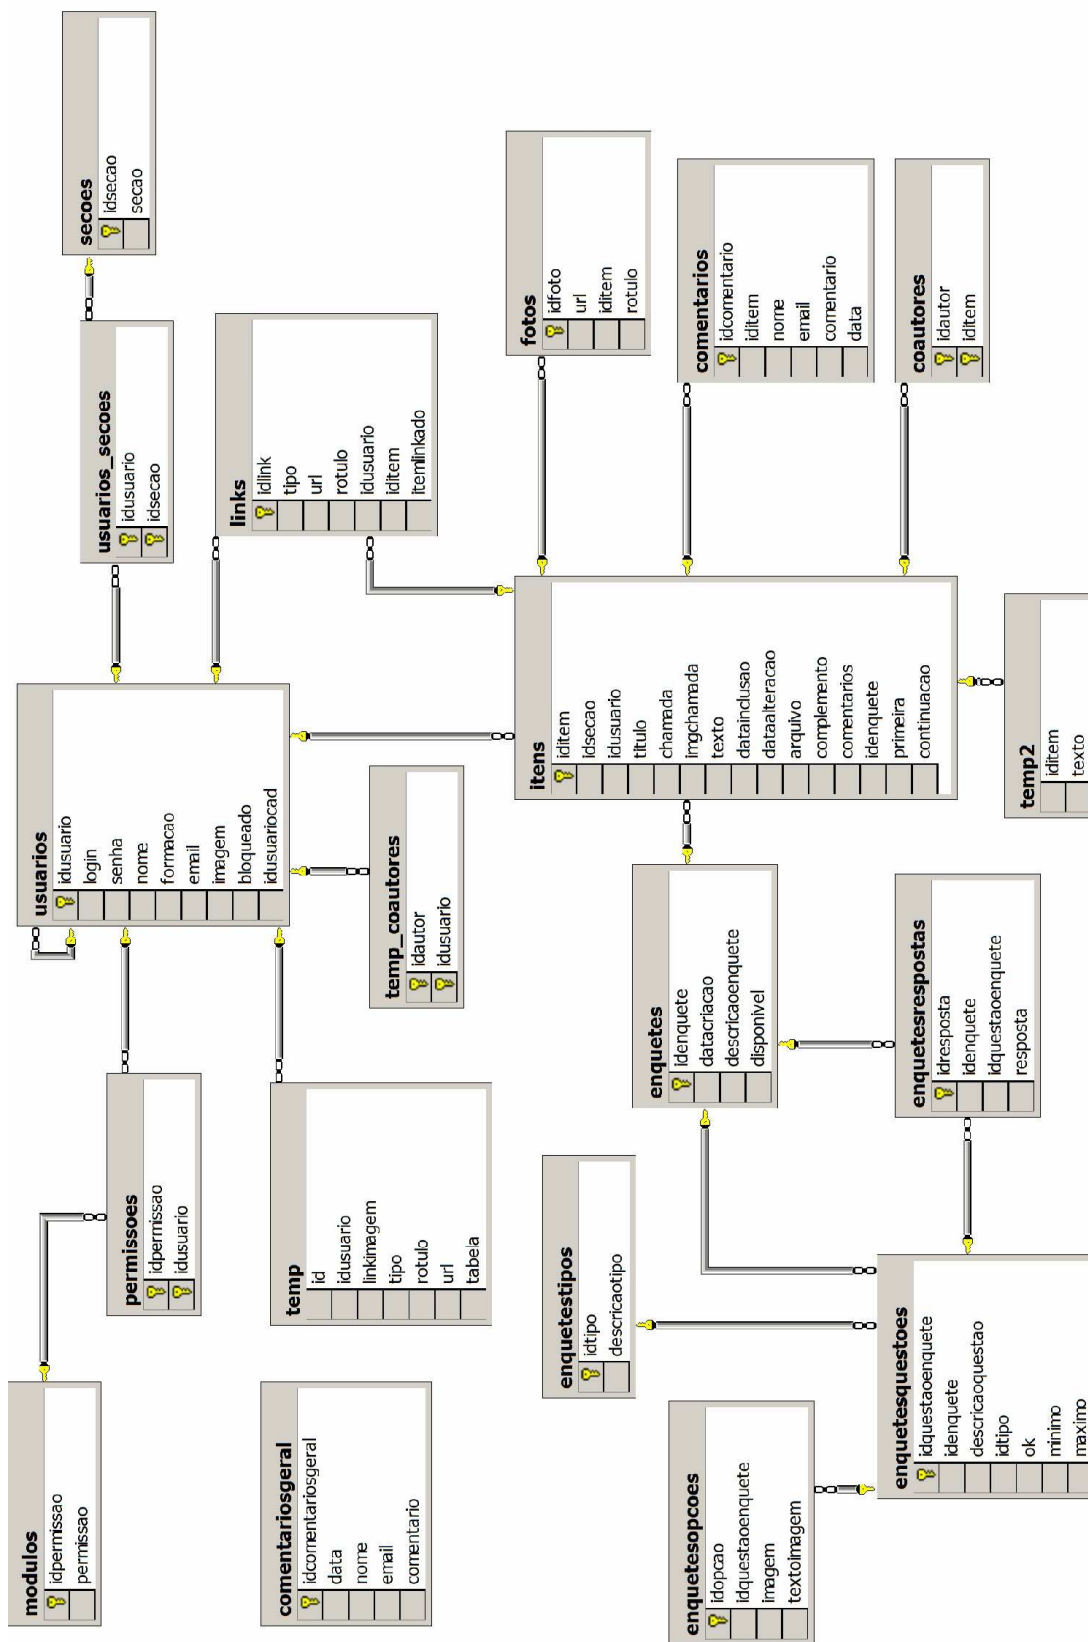 modulos
idpermissao
permissao
permissoes
idpermissao
idusuario
usuarios
idusuario
login
senha
nome
formacao
email
imagem
bloqueado
idusuariocad
usuarios_secoes
idusuario
idsecao
secoes
idsecao
secao
comentariosgeral
idcomentariosgeral
data
nome
email
comentario
temp
id
idusuario
linkimagem
tipo
rotulo
url
tabela
temp_coautores
idautor
idusuario
links
idlink
tipo
url
rotulo
idusuario
iditem
itemlinkado
enquetestipos
idtipo
descricaotipo
enquetes
idenquete
datacriacao
descricaoenquete
disponivel
itens
iditem
idsecao
idusuario
titulo
chamada
imgchamada
texto
datainclusao
dataalteracao
arquivo
complemento
comentarios
idenquete
primeira
continuacao
fotos
idfoto
url
iditem
rotulo
comentarios
idcomentario
iditem
nome
email
comentario
data
coautores
idautor
iditem
enquetesopcoes
idopcao
idquestaoenquete
imagem
textoimagem
enquetesquestoes
idquestaoenquete
idenquete
descricaoquestao
idtipo
ok
minimo
maximo
enquetesrespostas
idresposta
idenquete
idquestaoenquete
resposta
temp2
iditem
texto